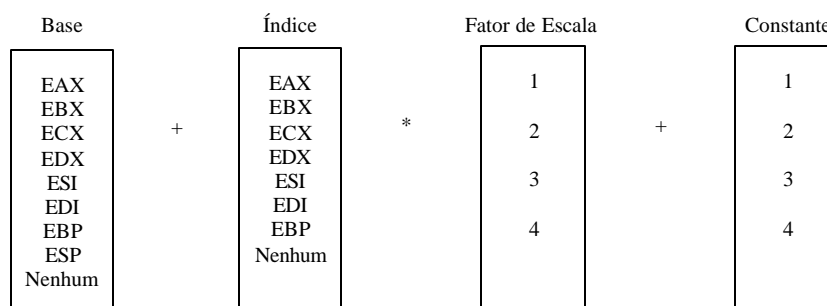 Base
Índice
Fator de Escala
Constante
EAX
EBX
ECX
EDX
ESI
EDI
EBP
ESP
Nenhum
+
EAX
EBX
ECX
EDX
ESI
EDI
EBP
Nenhum
*
1
2
3
4
+
1
2
3
4